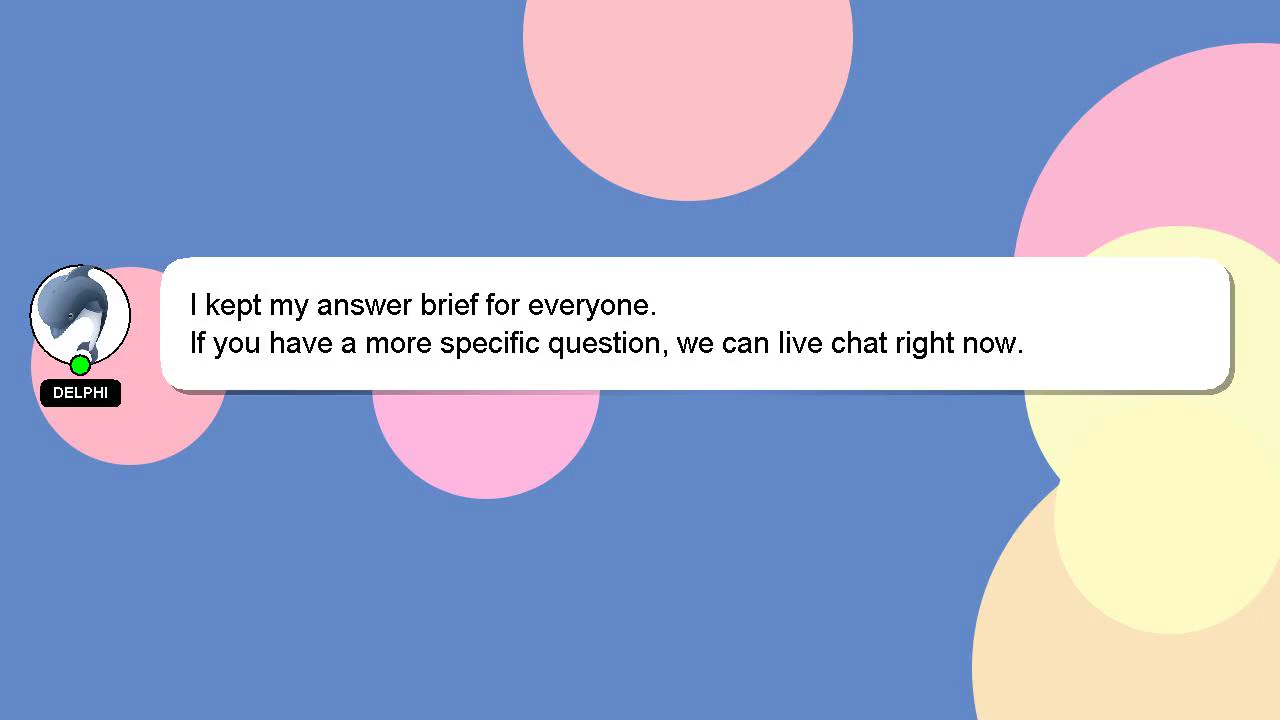 I kept my answer brief for everyone.
If you have a more specific question, we can live chat right now.
DELPHI